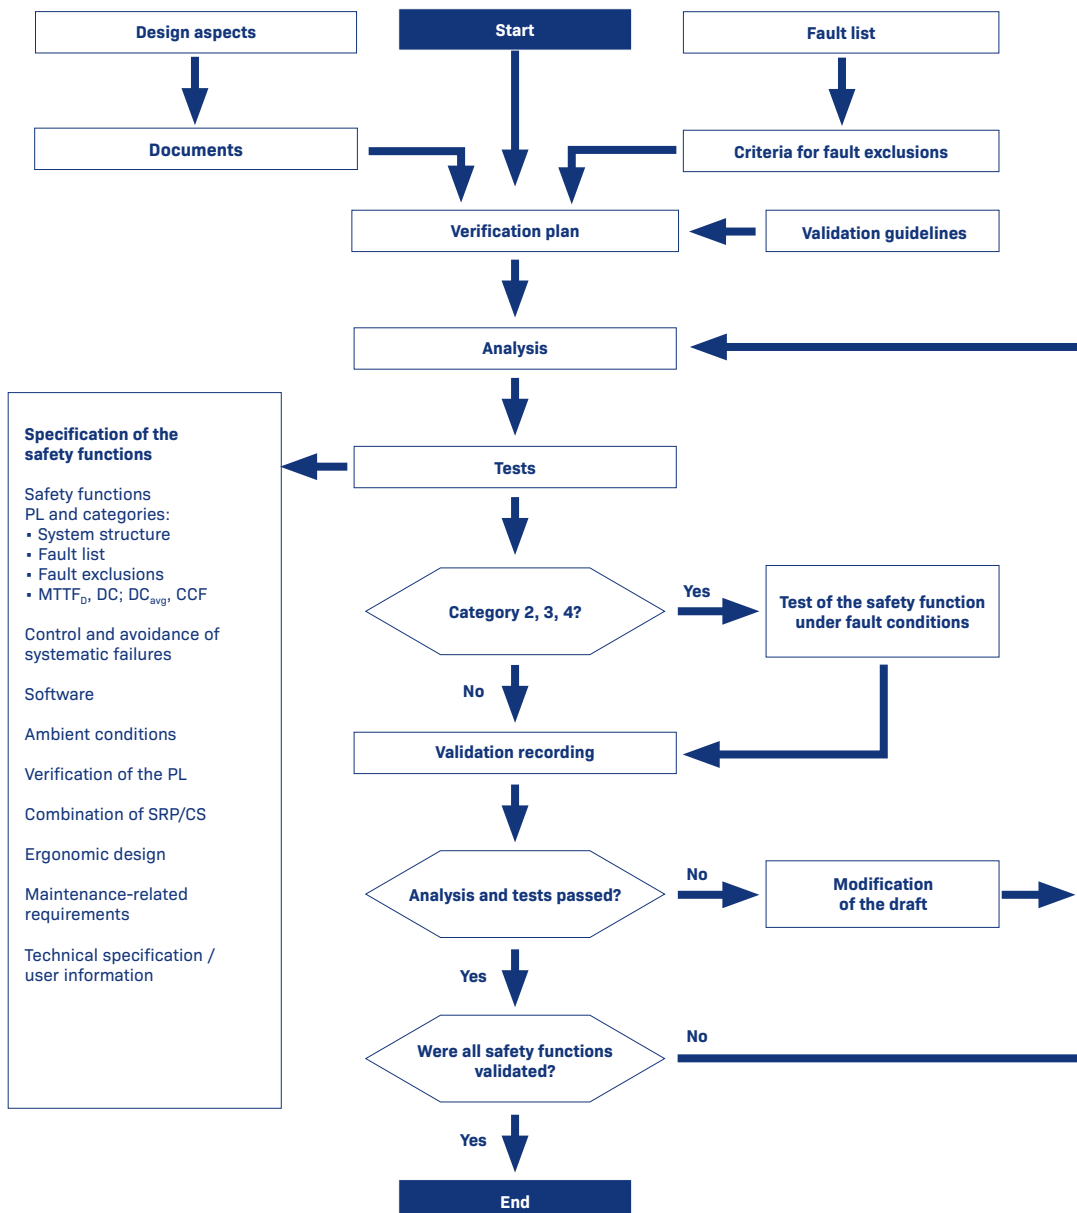 Design aspects
Start
Fault list
Documents
Criteria for fault exclusions
Verification plan
Validation guidelines
Analysis
Specification of the
safety functions
Safety functions
PL and categories:
▪ System structure
▪ Fault list
▪ Fault exclusions
▪ MTTFD, DC; DCavg, CCF
Control and avoidance of
systematic failures
Software
Ambient conditions
Verification of the PL
Combination of SRP/CS
Ergonomic design
Maintenance-related
requirements
Technical specification /
user information
Tests
Category 2, 3, 4?
Yes
Test of the safety function
under fault conditions
No
Validation recording
Analysis and tests passed?
No
Modification
of the draft
Yes
Were all safety functions
validated?
No
Yes
End